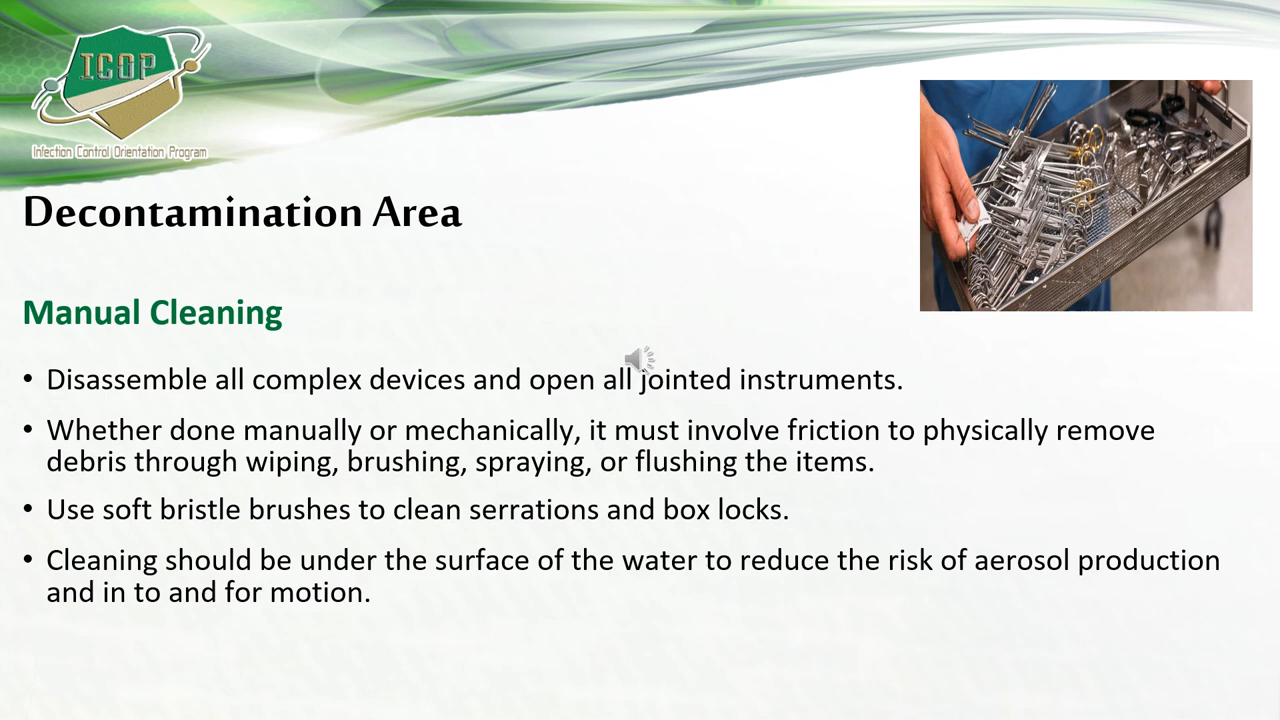 ICOP
Infection Control Orientation Program
Decontamination Area
Manual Cleaning
• Disassemble all complex devices and open all jointed instruments.
• Whether done manually or mechanically, it must involve friction to physically remove
debris through wiping, brushing, spraying, or flushing the items.
• Use soft bristle brushes to clean serrations and box locks.
• Cleaning should be under the surface of the water to reduce the risk of aerosol production
and in to and for motion.